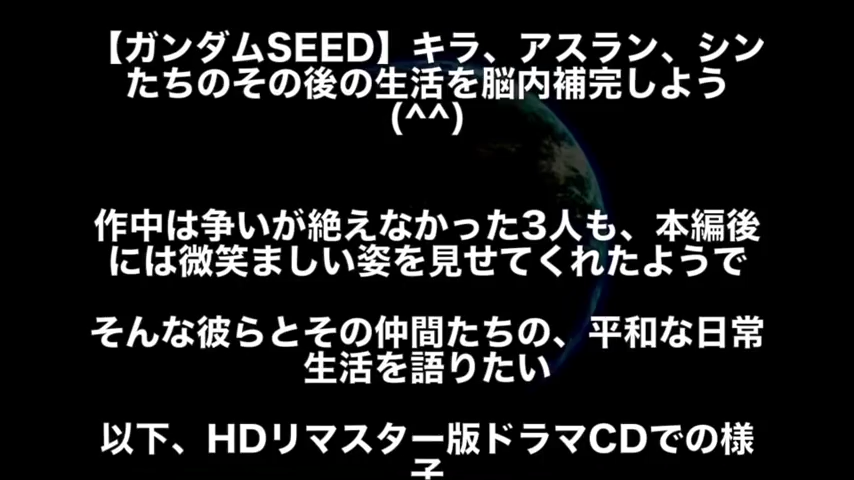 【ガンダムSEED】キラ、アスラン、シン
たちのその後の生活を脳内補完しよう
(^^)
作中は争いが絶えなかった3人も、本編後
には微笑ましい姿を見せてくれたようで
そんな彼らとその仲間たちの、平和な日常
生活を語りたい
以下、HDリマスター版ドラマCDでの様
子